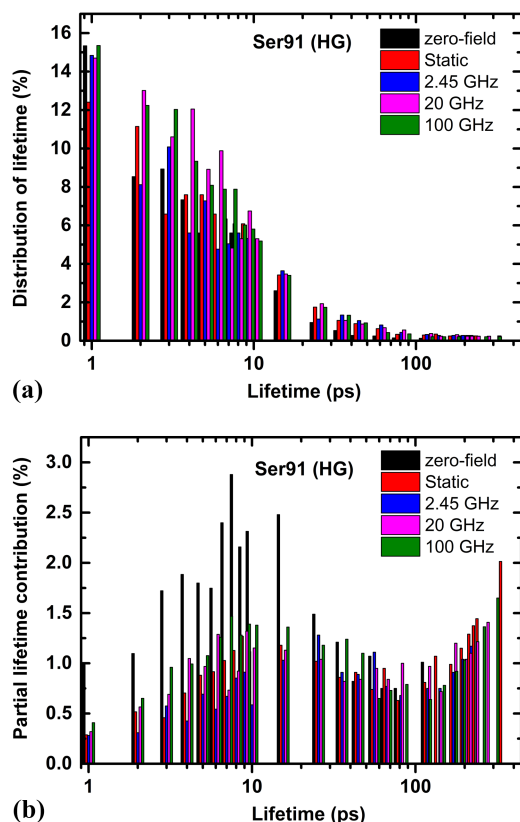 16
14
12
10
8
6
4
2
0
Distribution of lifetime (%)
Ser91 (HG)
zero-field
Static
2.45 GHz
20 GHz
100 GHz
1
10
100
Lifetime (ps)
(a)
3.0
2.5
2.0
1.5
1.0
0.5
0.0
Partial lifetime contribution (%)
Ser91 (HG)
zero-field
Static
2.45 GHz
20 GHz
100 GHz
1
10
100
Lifetime (ps)
(b)